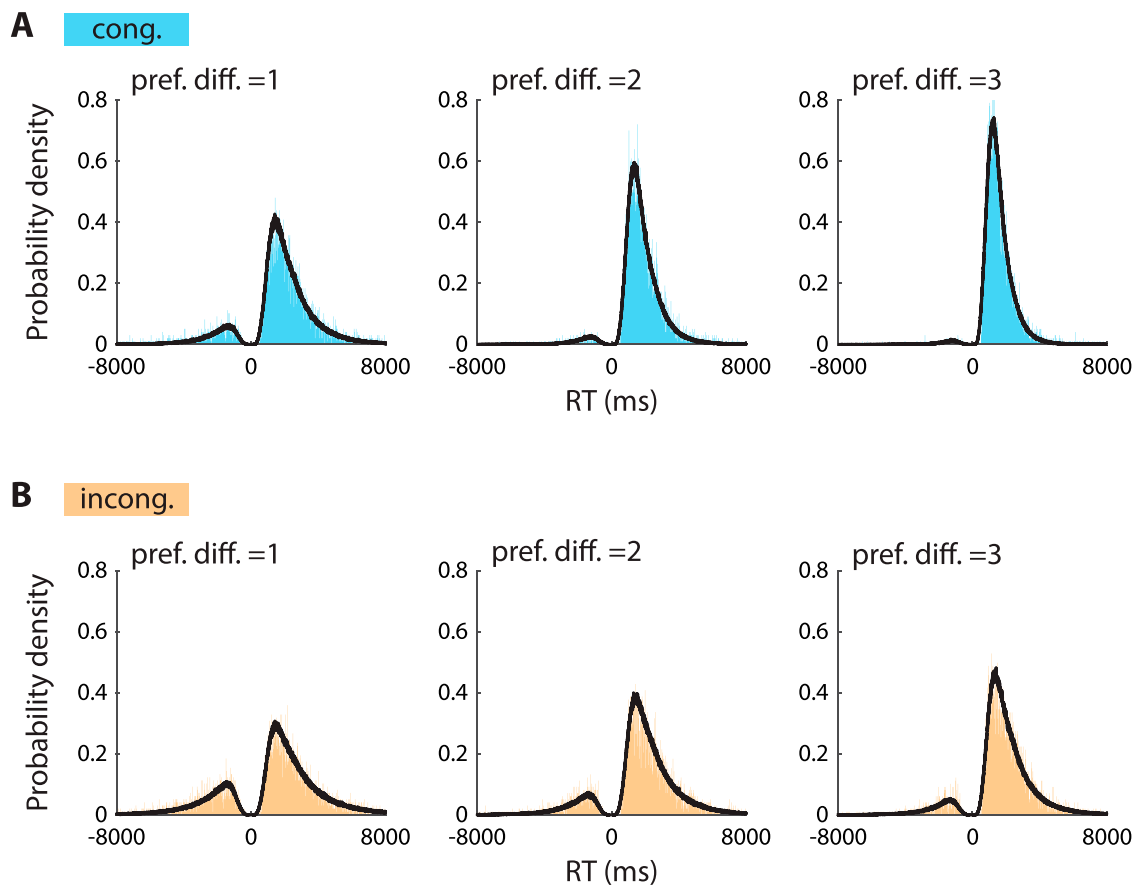 A cong.
pref. diff. =1 pref. diff. =2 pref. diff. =3
Probability density
0.8 0.8 0.8
0.6 0.6 0.6
0.4 0.4 0.4
0.2 0.2 0.2
0 0 0
-8000 0 8000 -8000 0 8000 -8000 0 8000
RT (ms)
B incong.
pref. diff. =1 pref. diff. =2 pref. diff. =3
Probability density
0.8 0.8 0.8
0.6 0.6 0.6
0.4 0.4 0.4
0.2 0.2 0.2
0 0 0
-8000 0 8000 -8000 0 8000 -8000 0 8000
RT (ms)